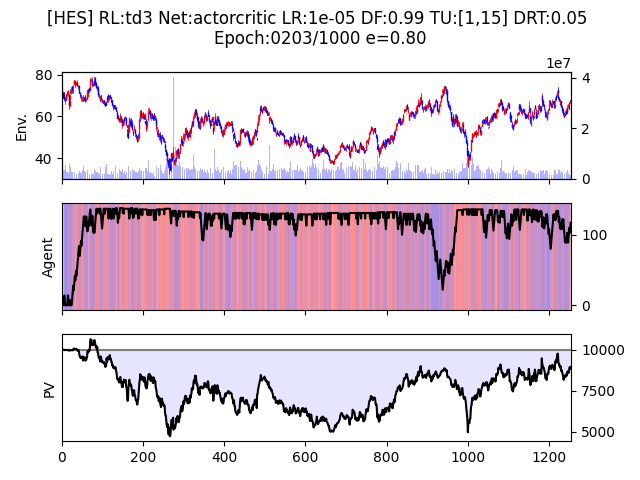 [HES] RL:td3 Net:actorcritic LR:1e-05 DF:0.99 TU:[1,15] DRT:0.05
Epoch:0203/1000 e=0.80
1e7
80
60
40
Env.
4
2
0
Agent
100
0
PV
10000
7500
5000
0 200 400 600 800 1000 1200